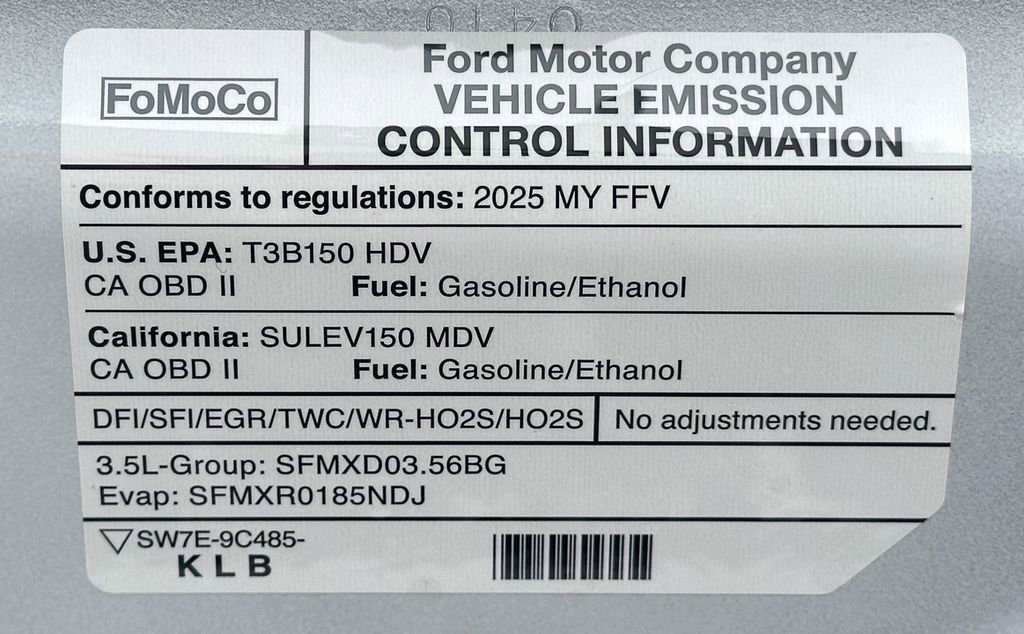 FoMoCo
Ford Motor Company
VEHICLE EMISSION
CONTROL INFORMATION
Conforms to regulations: 2025 MY FFV
U.S. EPA: T3B150 HDV
CA OBD II Fuel: Gasoline/Ethanol
California: SULEV150 MDV
CA OBD II Fuel: Gasoline/Ethanol
DFI/SFI/EGR/TWC/WR-HO2S/HO2S
No adjustments needed.
3.5L-Group: SFMXD03.56BG
Evap: SFMXR0185NDJ
SW7E-9C485-
K L B